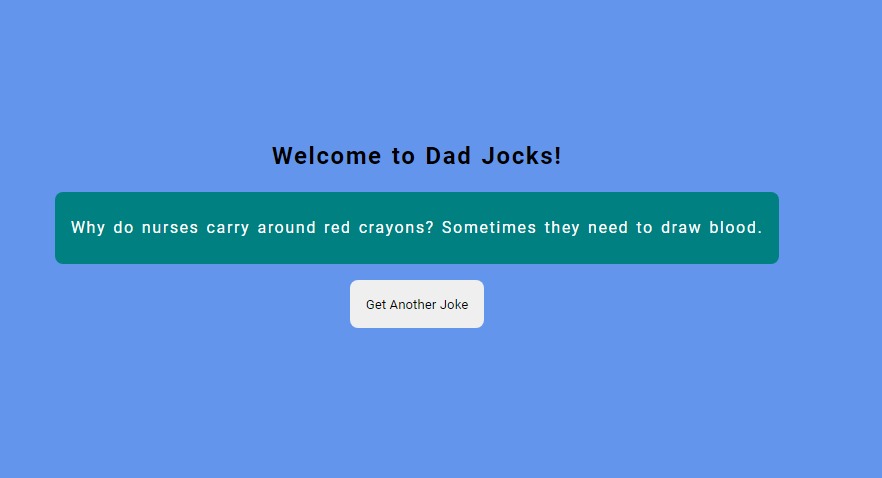 Welcome to Dad Jocks!
Why do nurses carry around red crayons? Sometimes they need to draw blood.
Get Another Joke